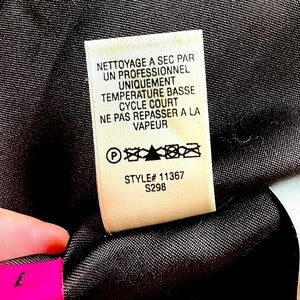 NETTOYAGE A SEC PAR
UN PROFESSIONNEL
UNIQUEMENT
TEMPERATURE BASSE
CYCLE COURT
NE PAS REPASSER A LA
VAPEUR
P
STYLE# 11367
S298
L